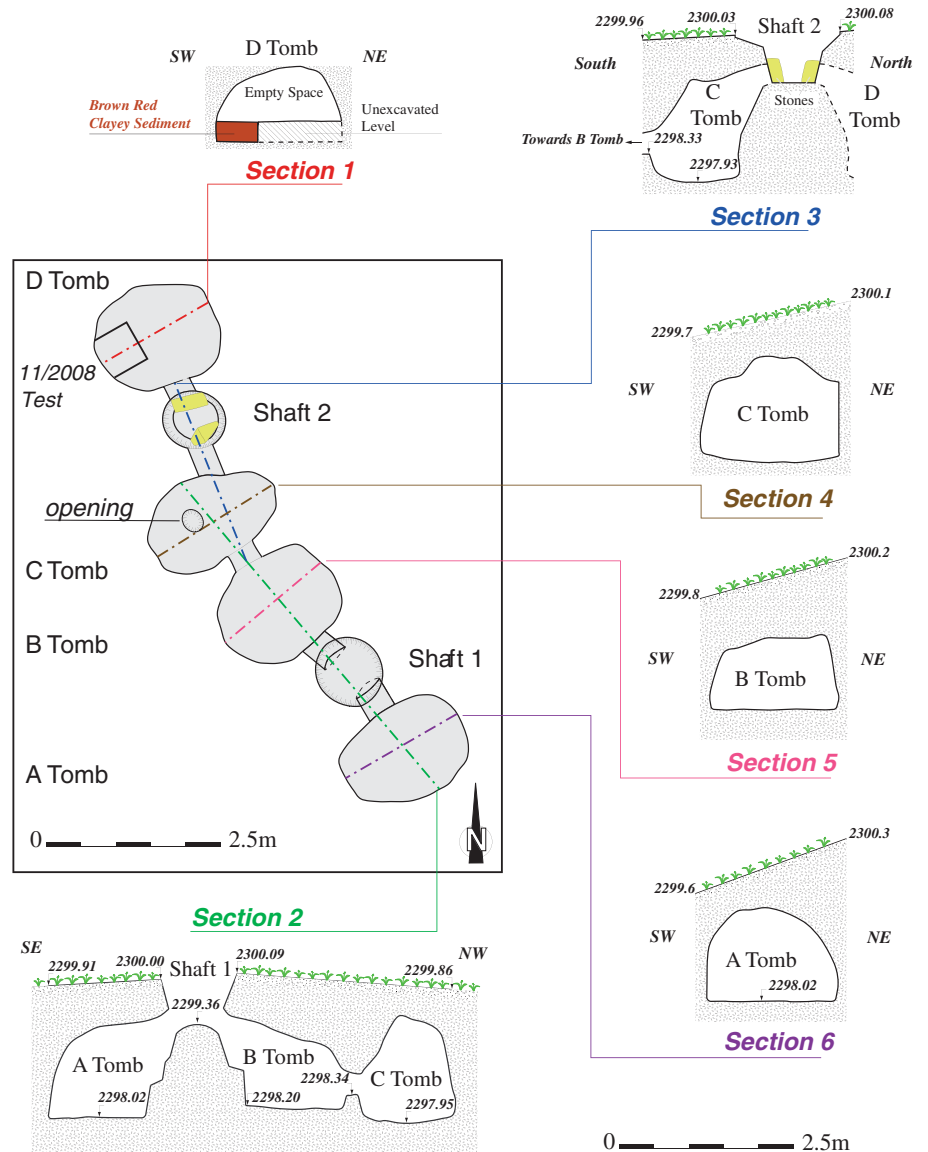 SW
D Tomb
NE
Empty Space
Brown Red
Clayey Sediment
Unexcavated
Level
Section 1
2299.96
2300.03
Shaft 2
2300.08
South
North
C
Tomb
Stones
D
Tomb
Towards B Tomb
2298.33
2297.93
Section 3
D Tomb
11/2008
Test
Shaft 2
opening
C Tomb
B Tomb
Shaft 1
A Tomb
0
2.5m
N
2300.1
2299.7
SW
NE
C Tomb
Section 4
2300.2
2299.8
SW
NE
B Tomb
Section 5
2300.3
2299.6
SW
NE
A Tomb
2298.02
Section 6
Section 2
SE
NW
2299.91
2300.00
Shaft 1
2300.09
2299.86
2299.36
A Tomb
B Tomb
C Tomb
2298.02
2298.20
2298.34
2297.95
0
2.5m